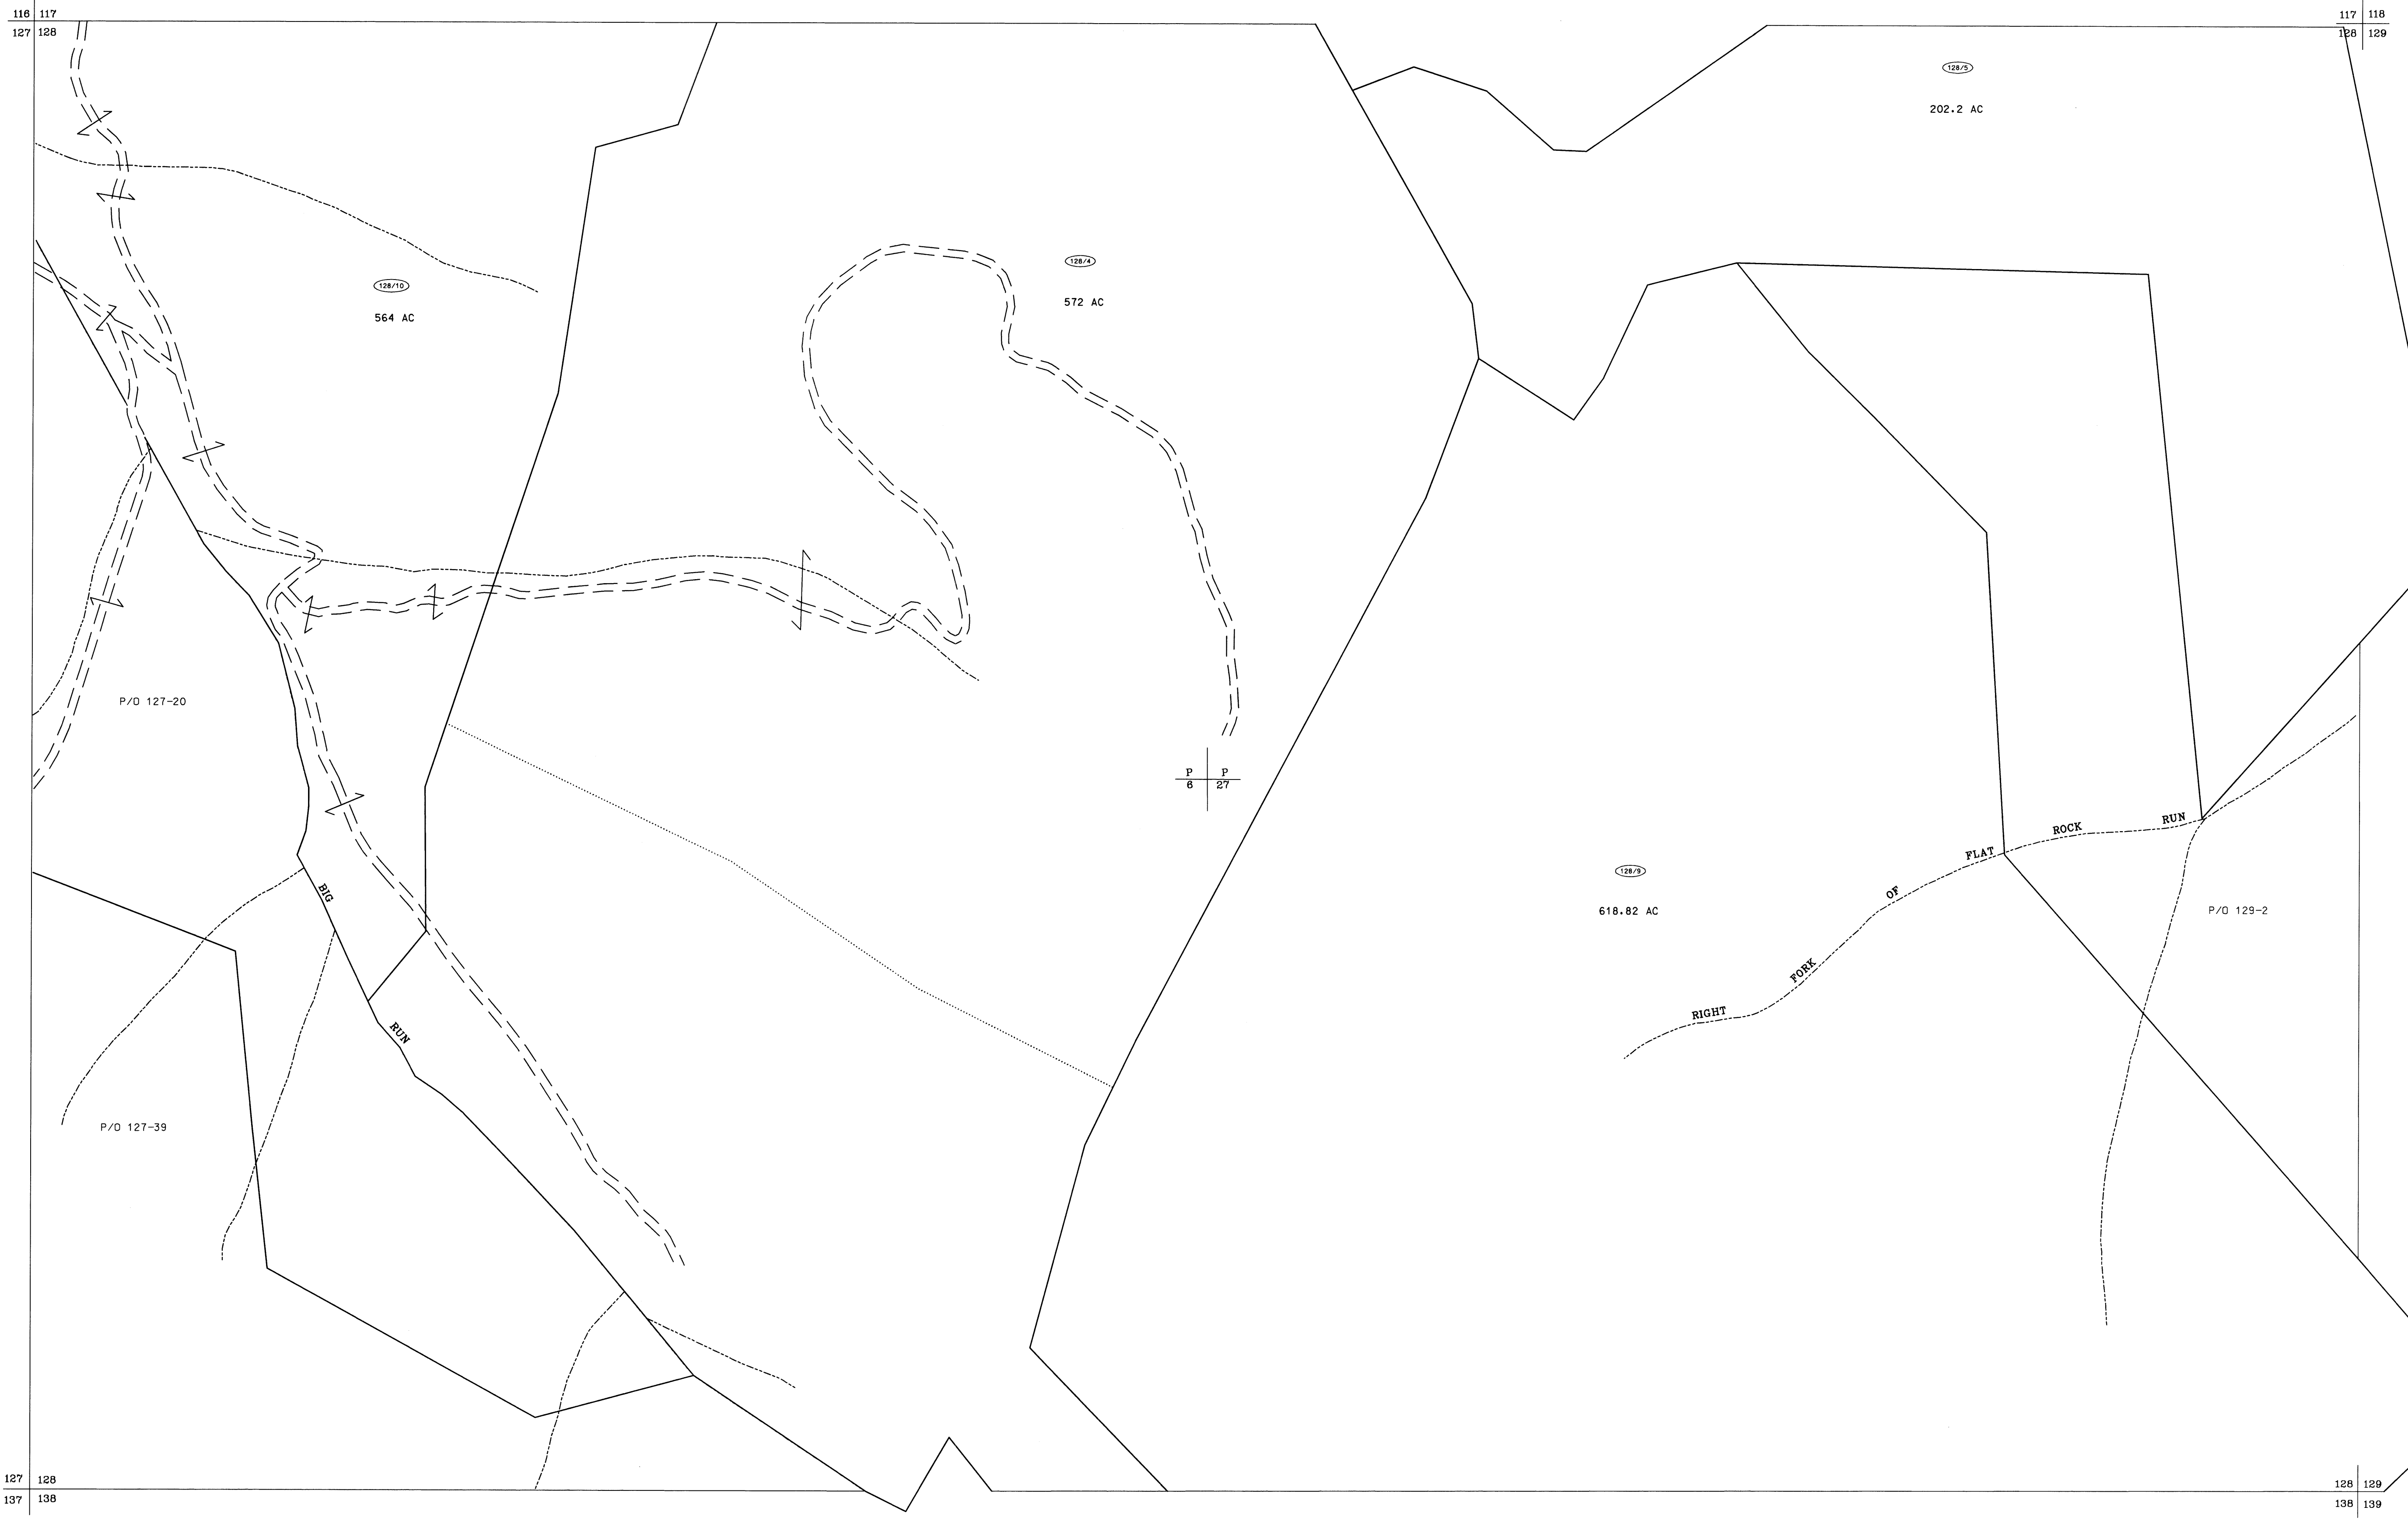 116 117
127 128
117 118
128 129
128/5
202.2 AC
128/4
572 AC
128/10
564 AC
P/O 127-20
P P
6 27
128/9
618.82 AC
RIGHT FORK OF FLAT ROCK RUN
P/O 129-2
BIG RUN
P/O 127-39
127 128
137 138
128 129
138 139